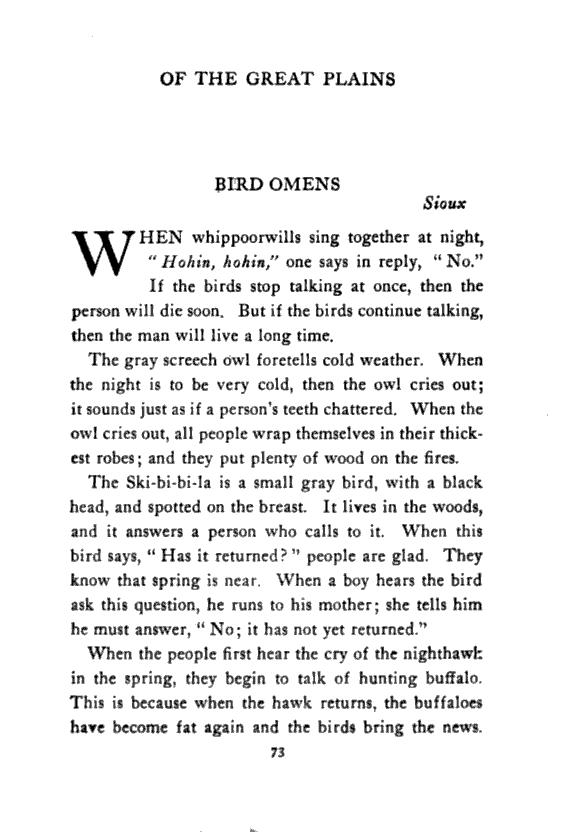 OF THE GREAT PLAINS
BIRD OMENS
Sioux
WHEN whippoorwills sing together at night,
“Hohin, hohin,” one says in reply, “No.”
If the birds stop talking at once, then the
person will die soon. But if the birds continue talking,
then the man will live a long time.
The gray screech owl foretells cold weather. When
the night is to be very cold, then the owl cries out;
it sounds just as if a person’s teeth chattered. When the
owl cries out, all people wrap themselves in their thick-
est robes; and they put plenty of wood on the fires.
The Ski-bi-bi-la is a small gray bird, with a black
head, and spotted on the breast. It lives in the woods,
and it answers a person who calls to it. When this
bird says, “Has it returned?” people are glad. They
know that spring is near. When a boy hears the bird
ask this question, he runs to his mother; she tells him
he must answer, “No; it has not yet returned.”
When the people first hear the cry of the nighthawk
in the spring, they begin to talk of hunting buffalo.
This is because when the hawk returns, the buffaloes
have become fat again and the birds bring the news.
73